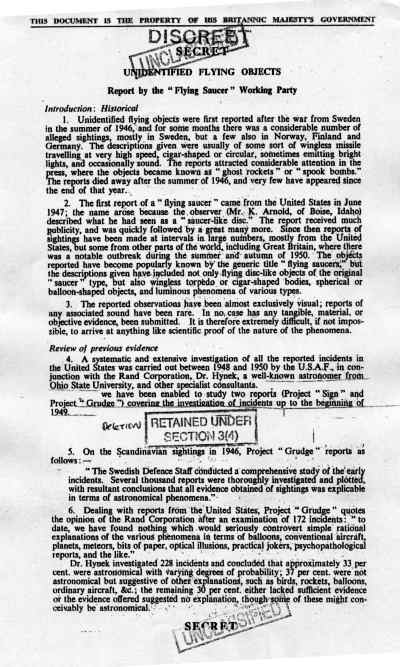 THIS DOCUMENT IS THE PROPERTY OF HIS BRITANNIC MAJESTY'S GOVERNMENT
DISCREET
SECRET
UNCLASSIFIED
UNIDENTIFIED FLYING OBJECTS
Report by the "Flying Saucer" Working Party
Introduction: Historical
1. Unidentified flying objects were first reported after the war from Sweden
in the summer of 1946, and for some months there was a considerable number of
alleged sightings, mostly in Sweden, but a few also in Norway, Finland and
Germany. The descriptions given were usually of some sort of wingless missile
travelling at very high speed, cigar-shaped or circular, sometimes emitting bright
lights, and occasionally sound. The reports attracted considerable attention in the
press, where the objects became known as "ghost rockets" or "spook bombs."
The reports died away after the summer of 1946, and very few have appeared since
the end of that year.
2. The first report of a "flying saucer" came from the United States in June
1947; the name arose because the observer (Mr. K. Arnold, of Boise, Idaho)
described what he had seen as a "saucer-like disc." The report received much
publicity, and was quickly followed by a great many more. Since then reports of
sightings have been made at intervals in large numbers, mostly from the United
States, but some from other parts of the world, including Great Britain, where there
was a notable outbreak during the summer and autumn of 1950. The objects
reported have become popularly known by the generic title "flying saucers," but
the descriptions given have included not only flying disc-like objects of the original
"saucer" type, but also wingless torpedo or cigar-shaped bodies, spherical or
balloon-shaped objects, and luminous phenomena of various types.
3. The reported observations have been almost exclusively visual; reports of
any associated sound have been rare. In no case has any tangible, material, or
objective evidence, been submitted. It is therefore extremely difficult, if not impos-
sible, to arrive at anything like scientific proof of the nature of the phenomena.
Review of previous evidence
4. A systematic and extensive investigation of all the reported incidents in
the United States was carried out between 1948 and 1950 by the U.S.A.F., in con-
junction with the Rand Corporation, Dr. Hynek, a well-known astronomer from
Ohio State University, and other specialist consultants.
we have been enabled to study two reports (Project "Sign" and
Project "Grudge") covering the investigation of incidents up to the beginning of
1949.
DELETION
RETAINED UNDER
SECTION 3(4)
5. On the Scandinavian sightings in 1946, Project "Grudge" reports as
follows:—
"The Swedish Defence Staff conducted a comprehensive study of the early
incidents. Several thousand reports were thoroughly investigated and plotted,
with resultant conclusions that all evidence obtained of sightings was explicable
in terms of astronomical phenomena."
6. Dealing with reports from the United States, Project "Grudge" quotes
the opinion of the Rand Corporation after an examination of 172 incidents: "to
date, we have found nothing which would seriously controvert simple rational
explanations of the various phenomena in terms of balloons, conventional aircraft,
planets, meteors, bits of paper, optical illusions, practical jokers, psychopathological
reports, and the like."
Dr. Hynek investigated 228 incidents and concluded that approximately 33 per
cent. were astronomical with varying degrees of probability; 37 per cent. were not
astronomical but suggestive of other explanations, such as birds, rockets, balloons,
ordinary aircraft, &c.; the remaining 30 per cent. either lacked sufficient evidence
or the evidence offered suggested no explanation, though some of these might con-
ceivably be astronomical.
SECRET
UNCLASSIFIED